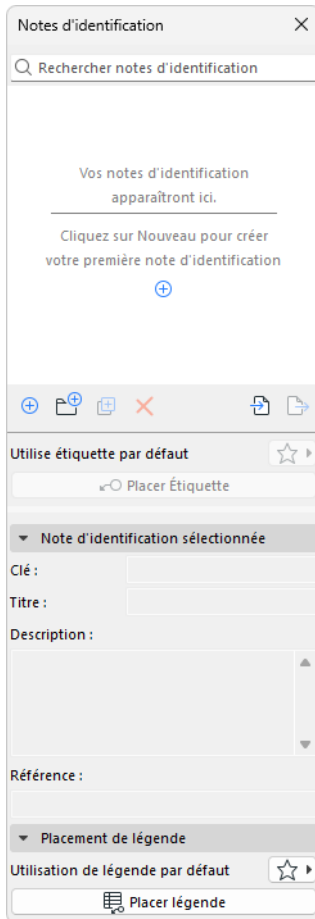 Notes d'identification
Rechercher notes d'identification
Vos notes d'identification
apparaîtront ici.
Cliquez sur Nouveau pour créer
votre première note d'identification
Utilise étiquette par défaut
Placer Étiquette
Note d'identification sélectionnée
Clé :
Titre :
Description :
Référence :
Placement de légende
Utilisation de légende par défaut
Placer légende